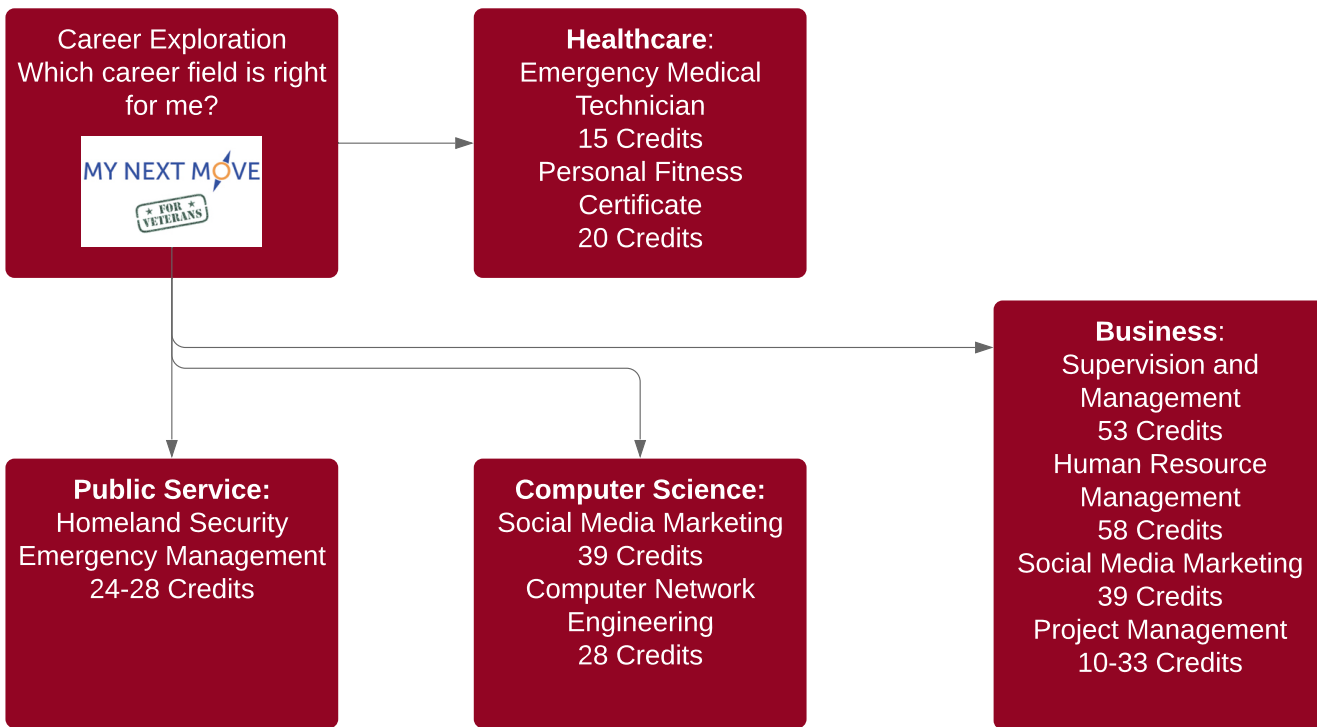 Career Exploration
Which career field is right
for me?
MY NEXT MOVE
FOR
VETERANS
Healthcare:
Emergency Medical
Technician
15 Credits
Personal Fitness
Certificate
20 Credits
Business:
Supervision and
Management
53 Credits
Human Resource
Management
58 Credits
Social Media Marketing
39 Credits
Project Management
10-33 Credits
Public Service:
Homeland Security
Emergency Management
24-28 Credits
Computer Science:
Social Media Marketing
39 Credits
Computer Network
Engineering
28 Credits